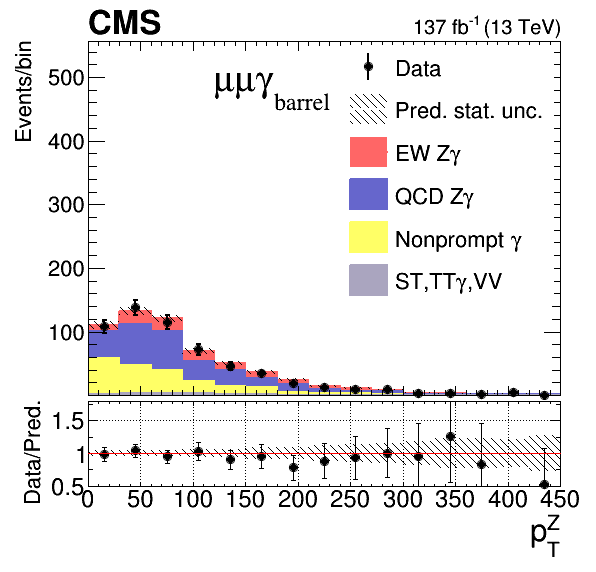 CMS 137 fb⁻¹ (13 TeV)
Events/bin
500
400
300
200
100
μμγ barrel
Data
Pred. stat. unc.
EW Zγ
QCD Zγ
Nonprompt γ
ST,TTγ,VV
Data/Pred.
1.5
1
0.5
0 50 100 150 200 250 300 350 400 450
p_T^Z